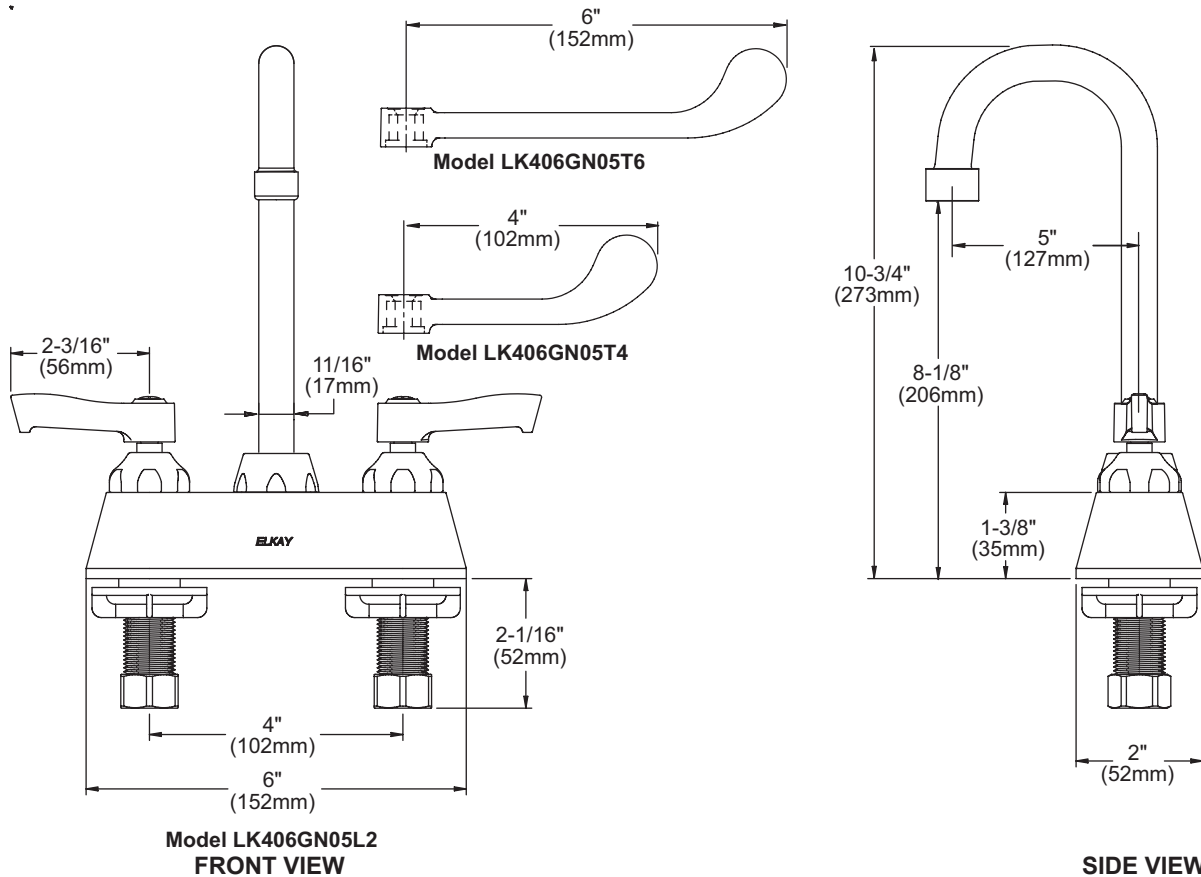 6"
(152mm)
Model LK406GN05T6
4"
(102mm)
Model LK406GN05T4
2-3/16"
(56mm)
11/16"
(17mm)
ELKAY
2-1/16"
(52mm)
4"
(102mm)
6"
(152mm)
Model LK406GN05L2
FRONT VIEW
5"
(127mm)
10-3/4"
(273mm)
8-1/8"
(206mm)
1-3/8"
(35mm)
2"
(52mm)
SIDE VIEW